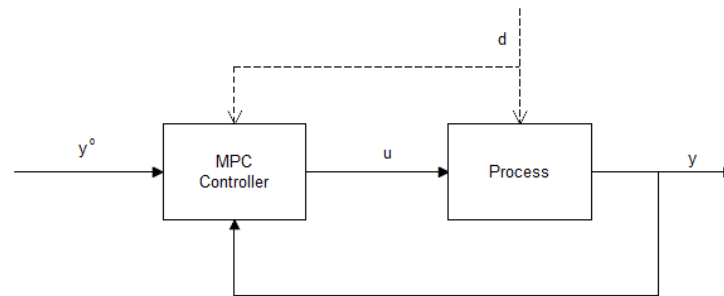 d
y°
MPC
Controller
u
Process
y